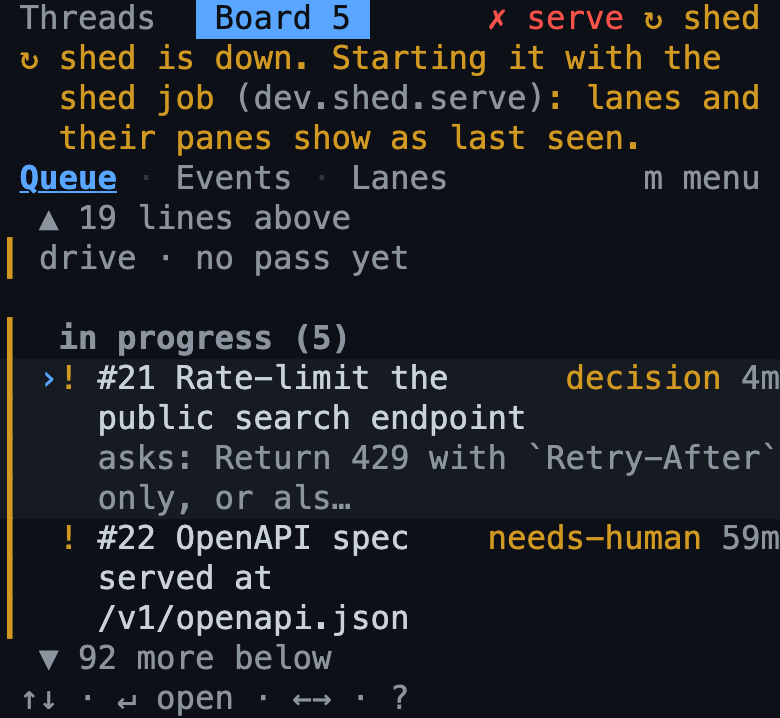 Threads Board 5 ✗ serve ↻ shed
↻ shed is down. Starting it with the
shed job (dev.shed.serve): lanes and
their panes show as last seen.
Queue · Events · Lanes m menu
▲ 19 lines above
drive · no pass yet
in progress (5)
›! #21 Rate-limit the decision 4m
public search endpoint
asks: Return 429 with `Retry-After`
only, or als…
! #22 OpenAPI spec needs-human 59m
served at
/v1/openapi.json
▼ 92 more below
↑↓ · ↵ open · ←→ · ?